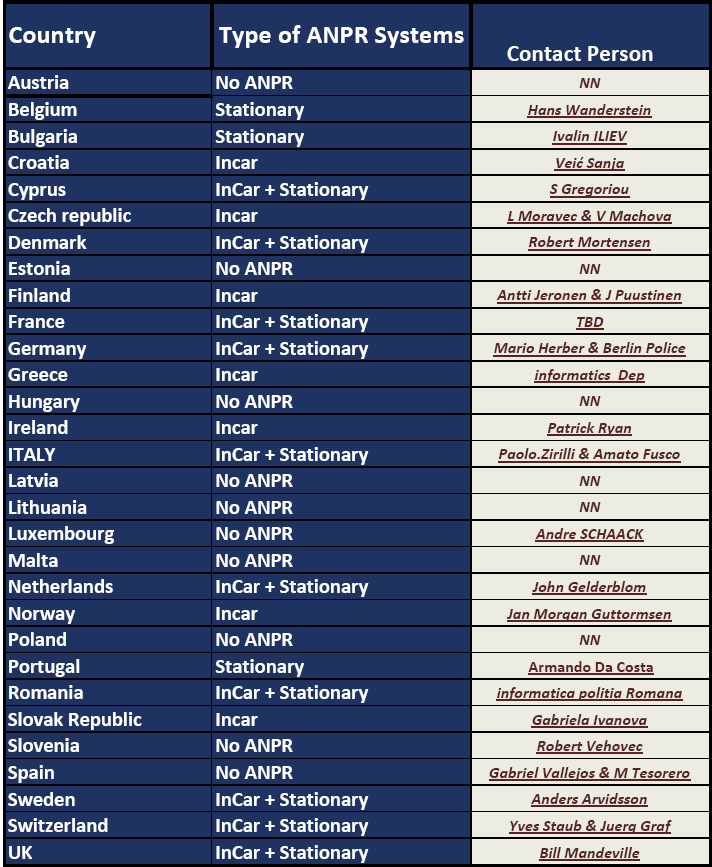 Country Type of ANPR Systems Contact Person
Austria No ANPR NN
Belgium Stationary Hans Wanderstein
Bulgaria Stationary Ivalin ILIEV
Croatia Incar Veić Sanja
Cyprus InCar + Stationary S Gregoriou
Czech republic Incar L Moravec & V Machova
Denmark InCar + Stationary Robert Mortensen
Estonia No ANPR NN
Finland Incar Antti Jeronen & J Puustinen
France InCar + Stationary TBD
Germany InCar + Stationary Mario Herber & Berlin Police
Greece Incar informatics Dep
Hungary No ANPR NN
Ireland Incar Patrick Ryan
ITALY InCar + Stationary Paolo.Zirilli & Amato Fusco
Latvia No ANPR NN
Lithuania No ANPR NN
Luxembourg No ANPR Andre SCHAACK
Malta No ANPR NN
Netherlands InCar + Stationary John Gelderblom
Norway Incar Jan Morgan Guttormsen
Poland No ANPR NN
Portugal Stationary Armando Da Costa
Romania InCar + Stationary informatica politia Romana
Slovak Republic Incar Gabriela Ivanova
Slovenia No ANPR Robert Vehovec
Spain No ANPR Gabriel Vallejos & M Tesorero
Sweden InCar + Stationary Anders Arvidsson
Switzerland InCar + Stationary Yves Staub & Juerg Graf
UK InCar + Stationary Bill Mandeville